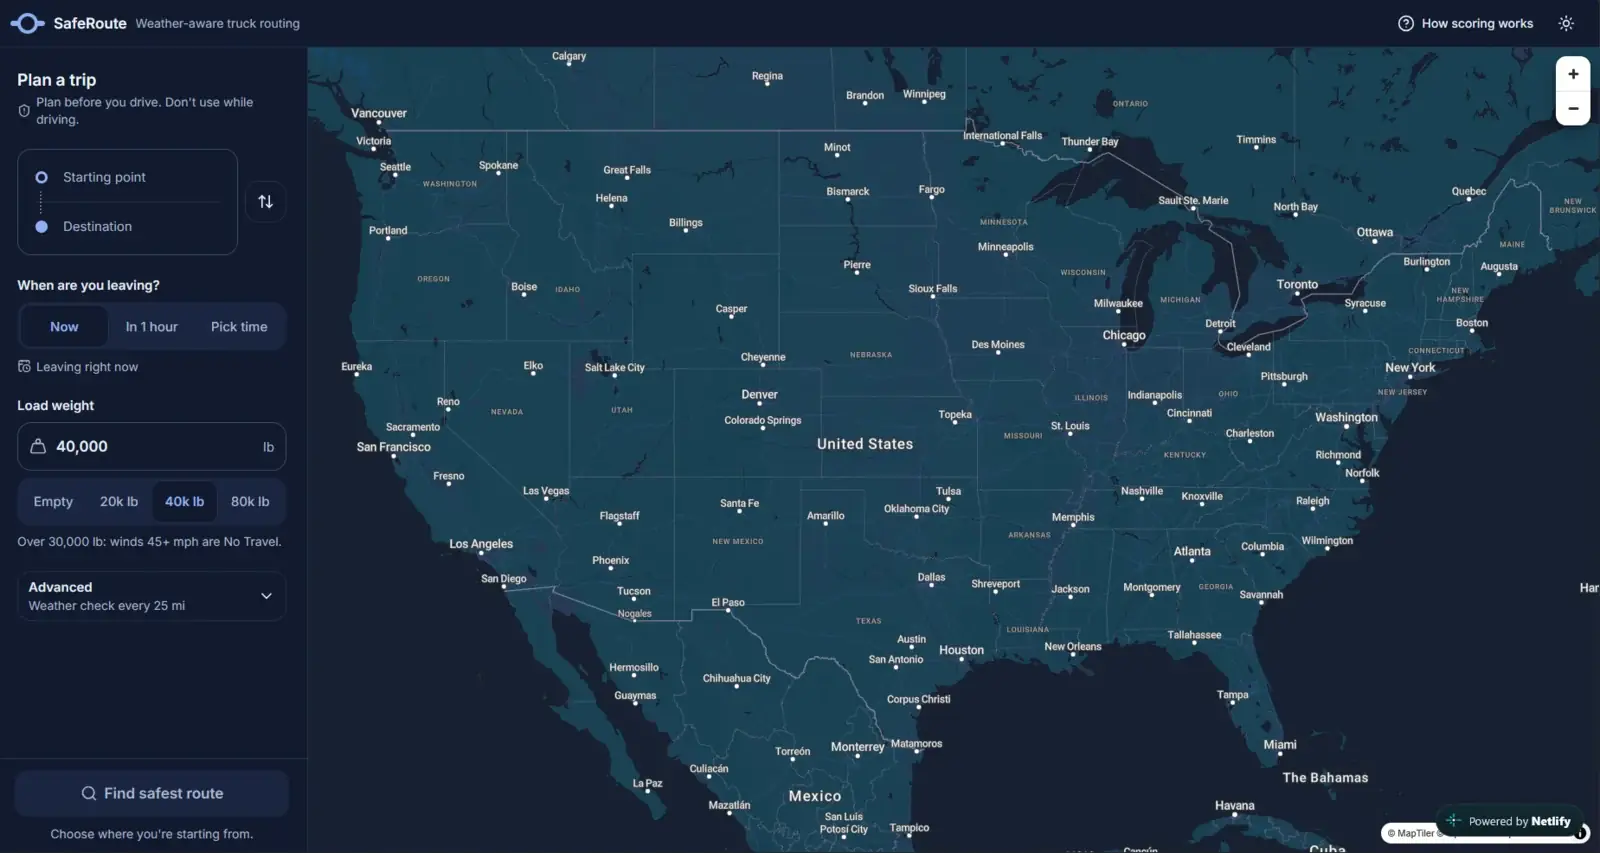 SafeRoute Weather-aware truck routing
How scoring works
Plan a trip
Plan before you drive. Don't use while
driving.
Starting point
Destination
When are you leaving?
Now In 1 hour Pick time
Leaving right now
Load weight
40,000 lb
Empty 20k lb 40k lb 80k lb
Over 30,000 lb: winds 45+ mph are No Travel.
Advanced
Weather check every 25 mi
Find safest route
Choose where you're starting from.
+
−
Calgary
Regina
Brandon
Winnipeg
ONTARIO
Vancouver
Victoria
International Falls
Thunder Bay
Timmins
Minot
Seattle
Spokane
Great Falls
WASHINGTON
Bismarck
Fargo
Quebec
Helena
Sault Ste. Marie
North Bay
NEW
BRUNSWICK
Billings
MINNESOTA
Portland
Ottawa
Minneapolis
MAINE
Pierre
WISCONSIN
Burlington
Augusta
OREGON
Boise
IDAHO
Sioux Falls
Toronto
NEW
HAMPSHIRE
Milwaukee
MICHIGAN
Syracuse
Casper
Detroit
Boston
Chicago
Des Moines
Cleveland
CONNECTICUT
Cheyenne
NEBRASKA
Eureka
Elko
Salt Lake City
New York
Pittsburgh
NEW JERSEY
Denver
ILLINOIS
Indianapolis
OHIO
Reno
NEVADA
UTAH
Colorado Springs
Topeka
Cincinnati
Washington
Sacramento
St. Louis
San Francisco
United States
MISSOURI
Charleston
KENTUCKY
Richmond
Norfolk
Fresno
Las Vegas
Tulsa
Nashville
Knoxville
Santa Fe
Raleigh
Flagstaff
Amarillo
Oklahoma City
Memphis
NEW MEXICO
ARKANSAS
Wilmington
Los Angeles
Atlanta
Columbia
Phoenix
San Diego
Dallas
Shreveport
Jackson
Montgomery
GEORGIA
Savannah
Har
Tucson
El Paso
Nogales
TEXAS
LOUISIANA
Tallahassee
Austin
Houston
New Orleans
San Antonio
Hermosillo
Chihuahua City
Guaymas
Corpus Christi
Tampa
Matamoros
Miami
Torreón
Monterrey
Culiacán
La Paz
The Bahamas
Mexico
Mazatlán
Havana
San Luis
Potosí City
Tampico
Cancún
Cuba
Powered by Netlify
© MapTiler ©